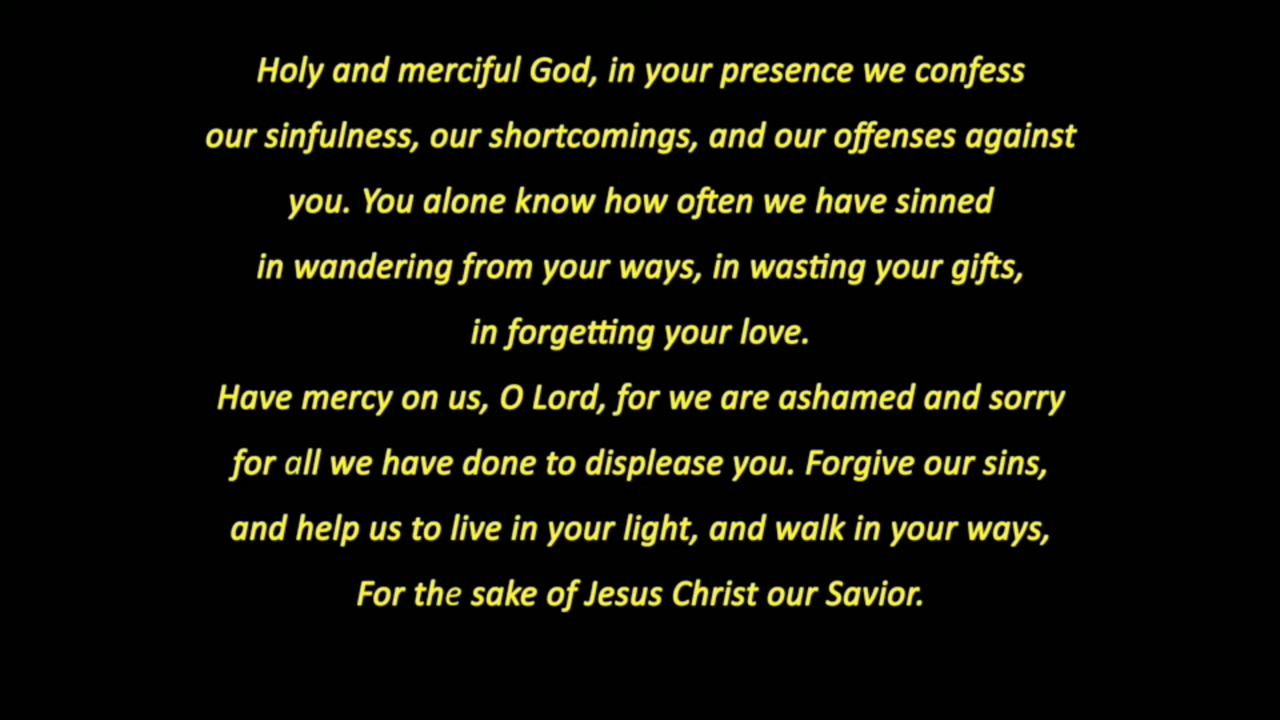 Holy and merciful God, in your presence we confess
our sinfulness, our shortcomings, and our offenses against
you. You alone know how often we have sinned
in wandering from your ways, in wasting your gifts,
in forgetting your love.
Have mercy on us, O Lord, for we are ashamed and sorry
for all we have done to displease you. Forgive our sins,
and help us to live in your light, and walk in your ways,
For the sake of Jesus Christ our Savior.